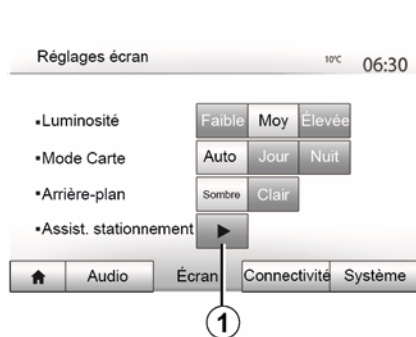 Réglages écran 10°C 06:30
▪Luminosité Faible Moy Élevée
▪Mode Carte Auto Jour Nuit
▪Arrière-plan Sombre Clair
▪Assist. stationnement
Audio Écran Connectivité Système
1